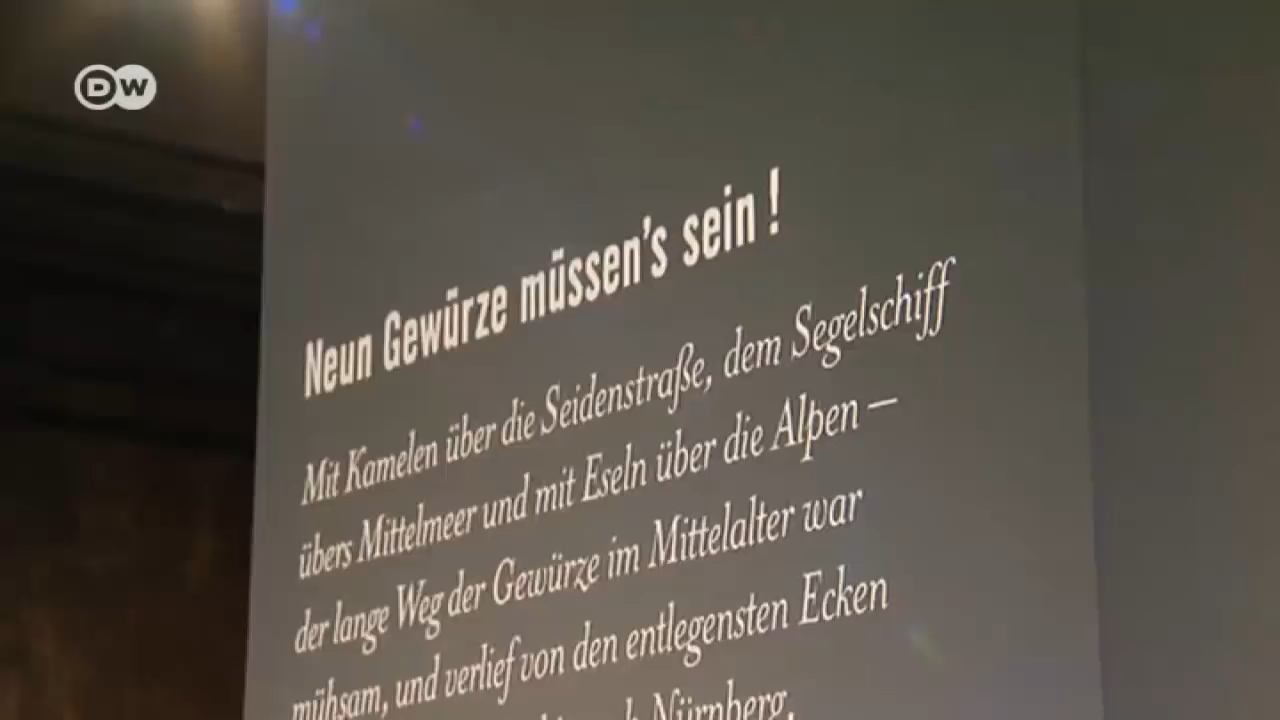 DW
Neun Gewürze müssen's sein !
Mit Kamelen über die Seidenstraße, dem Segelschiff
übers Mittelmeer und mit Eseln über die Alpen –
der lange Weg der Gewürze im Mittelalter war
mühsam, und verlief von den entlegensten Ecken
Nürnberg.